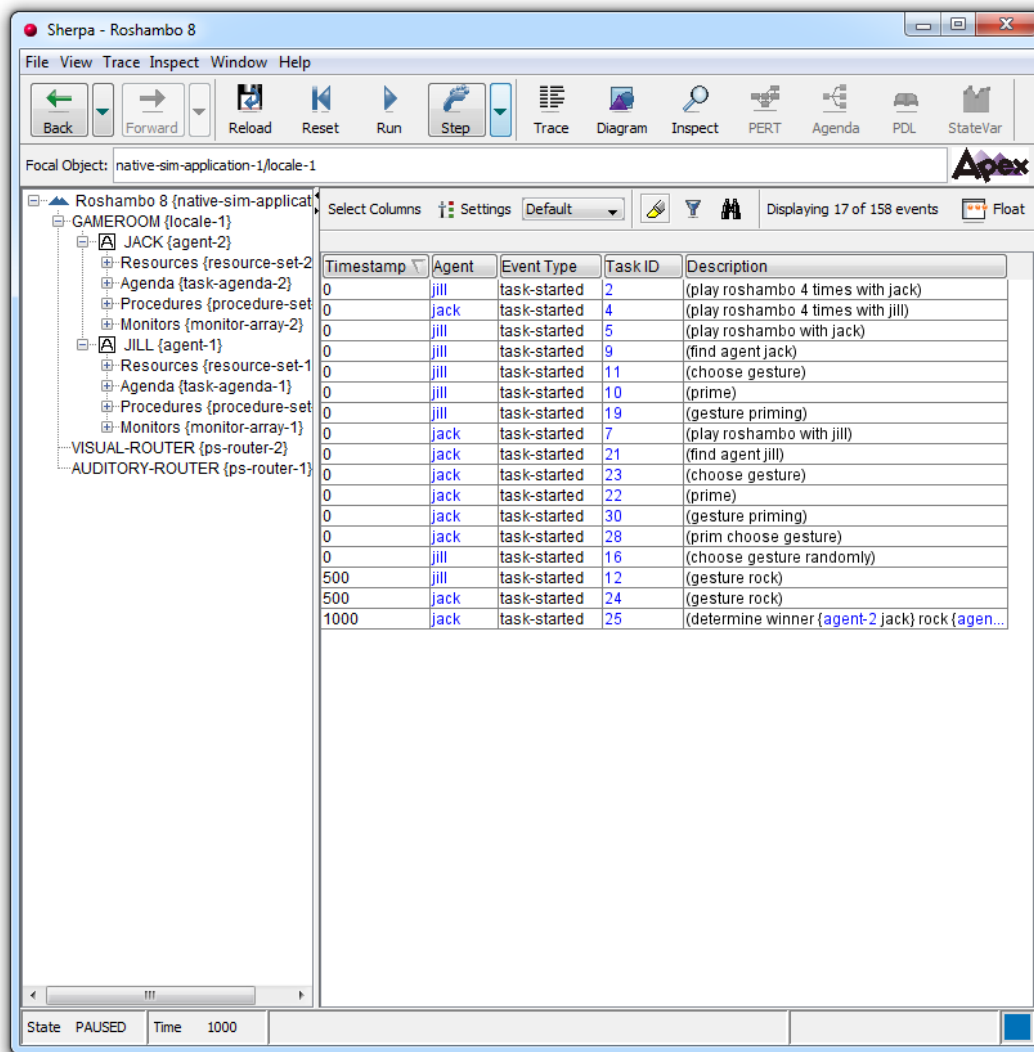 Sherpa - Roshambo 8
File View Trace Inspect Window Help
Back Forward Reload Reset Run Step Trace Diagram Inspect PERT Agenda PDL StateVar
Focal Object: native-sim-application-1/locale-1 Apex
Roshambo 8 {native-sim-applicat
GAMEROOM {locale-1}
A JACK {agent-2}
Resources {resource-set-2
Agenda {task-agenda-2}
Procedures {procedure-set
Monitors {monitor-array-2}
A JILL {agent-1}
Resources {resource-set-1
Agenda {task-agenda-1}
Procedures {procedure-set
Monitors {monitor-array-1}
VISUAL-ROUTER {ps-router-2}
AUDITORY-ROUTER {ps-router-1}
Select Columns Settings Default Displaying 17 of 158 events Float
Timestamp Agent Event Type Task ID Description
0 jill task-started 2 (play roshambo 4 times with jack)
0 jack task-started 4 (play roshambo 4 times with jill)
0 jill task-started 5 (play roshambo with jack)
0 jill task-started 9 (find agent jack)
0 jill task-started 11 (choose gesture)
0 jill task-started 10 (prime)
0 jill task-started 19 (gesture priming)
0 jack task-started 7 (play roshambo with jill)
0 jack task-started 21 (find agent jill)
0 jack task-started 23 (choose gesture)
0 jack task-started 22 (prime)
0 jack task-started 30 (gesture priming)
0 jack task-started 28 (prim choose gesture)
0 jill task-started 16 (choose gesture randomly)
500 jill task-started 12 (gesture rock)
500 jack task-started 24 (gesture rock)
1000 jack task-started 25 (determine winner {agent-2 jack} rock {agen...
State PAUSED Time 1000